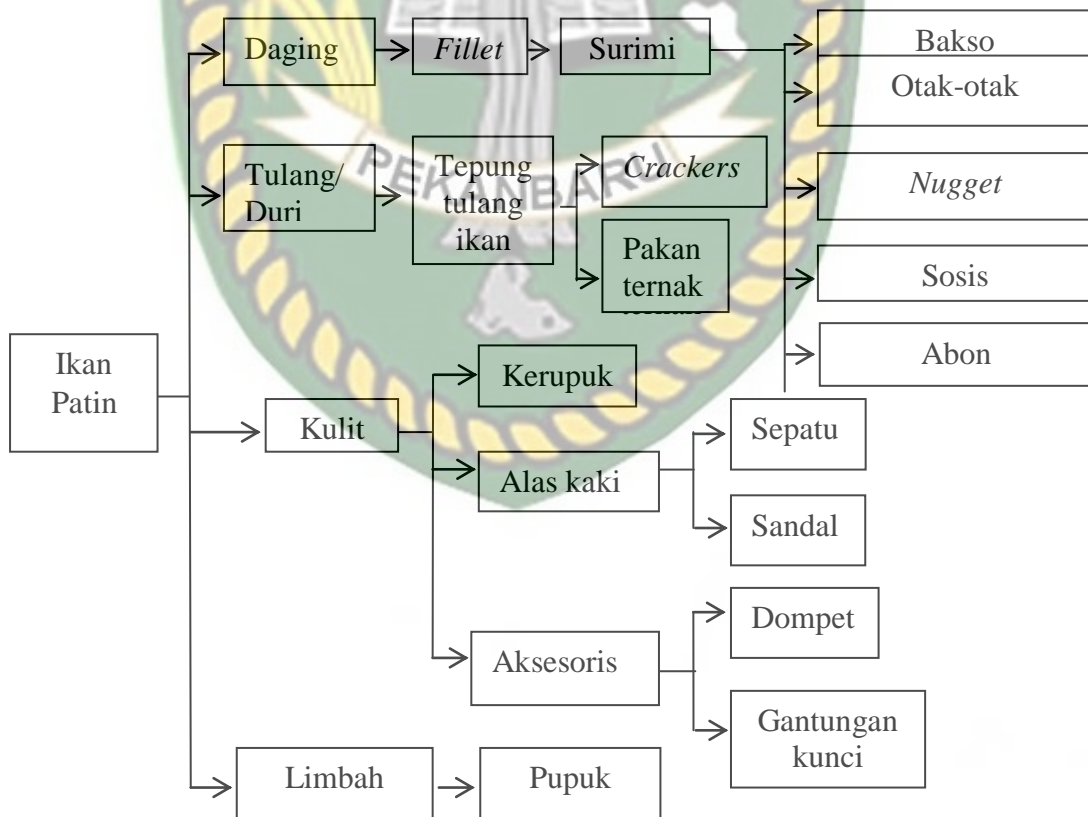 Daging
Fillet
Surimi
Bakso
Otak-otak
Nugget
Sosis
Abon
Tulang/
Duri
Tepung
tulang
ikan
Crackers
Pakan
ternak
PEKANBARU
Ikan
Patin
Kulit
Kerupuk
Alas kaki
Sepatu
Sandal
Aksesoris
Dompet
Gantungan
kunci
Limbah
Pupuk